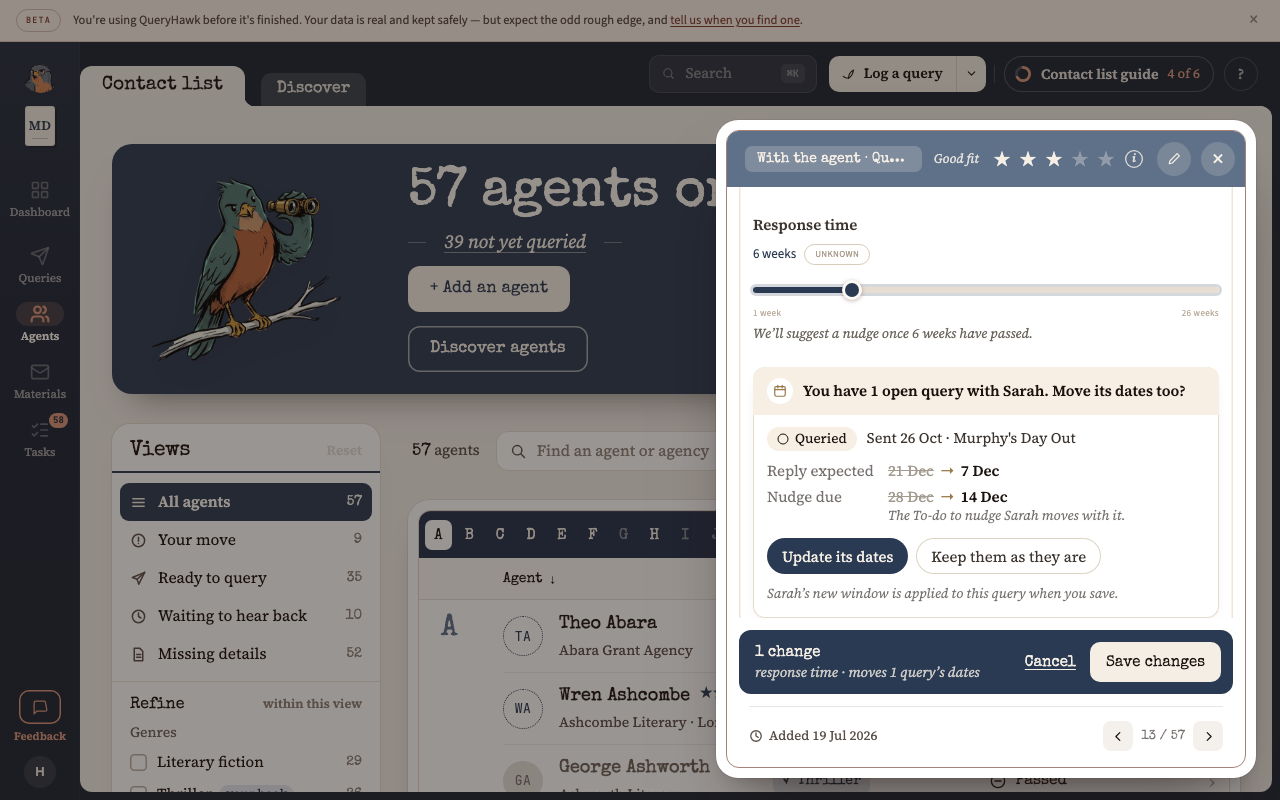 BETA You're using QueryHawk before it's finished. Your data is real and kept safely — but expect the odd rough edge, and tell us when you find one. ×
MD
Dashboard
Queries
Agents
Materials
58
Tasks
Feedback
H
Contact list
Discover
Search ⌘K
Log a query
Contact list guide 4 of 6
?
57 agents
39 not yet queried
+ Add an agent
Discover agents
Views Reset
All agents 57
Your move 9
Ready to query 35
Waiting to hear back 10
Missing details 52
Refine within this view
Genres
Literary fiction 29
57 agents
Find an agent or agency
A B C D E F G H I
Agent ↓
A
TA Theo Abara
Abara Grant Agency
WA Wren Ashcombe ★
Ashcombe Literary
GA George Ashworth
Thriller
Passed
With the agent · Qu...
Good fit ★ ★ ★ ★ ★ i
Response time
6 weeks UNKNOWN
1 week 26 weeks
We'll suggest a nudge once 6 weeks have passed.
You have 1 open query with Sarah. Move its dates too?
Queried Sent 26 Oct · Murphy's Day Out
Reply expected 21 Dec → 7 Dec
Nudge due 28 Dec → 14 Dec
The To-do to nudge Sarah moves with it.
Update its dates Keep them as they are
Sarah's new window is applied to this query when you save.
1 change
response time · moves 1 query's dates
Cancel Save changes
Added 19 Jul 2026
13 / 57